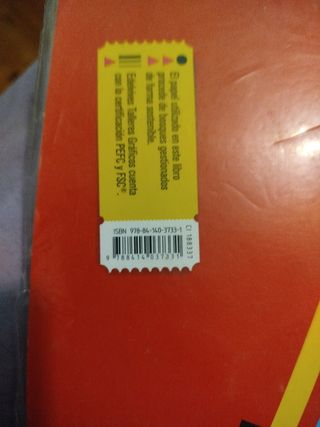 El papel utilizado en este libro
procede de bosques gestionados
de forma sostenible.
Edelvives Talleres Gráficos cuenta
con la certificación PEFC y FSC®.
CI 188337
ISBN 978-84-140-3733-1
9 788414 037331